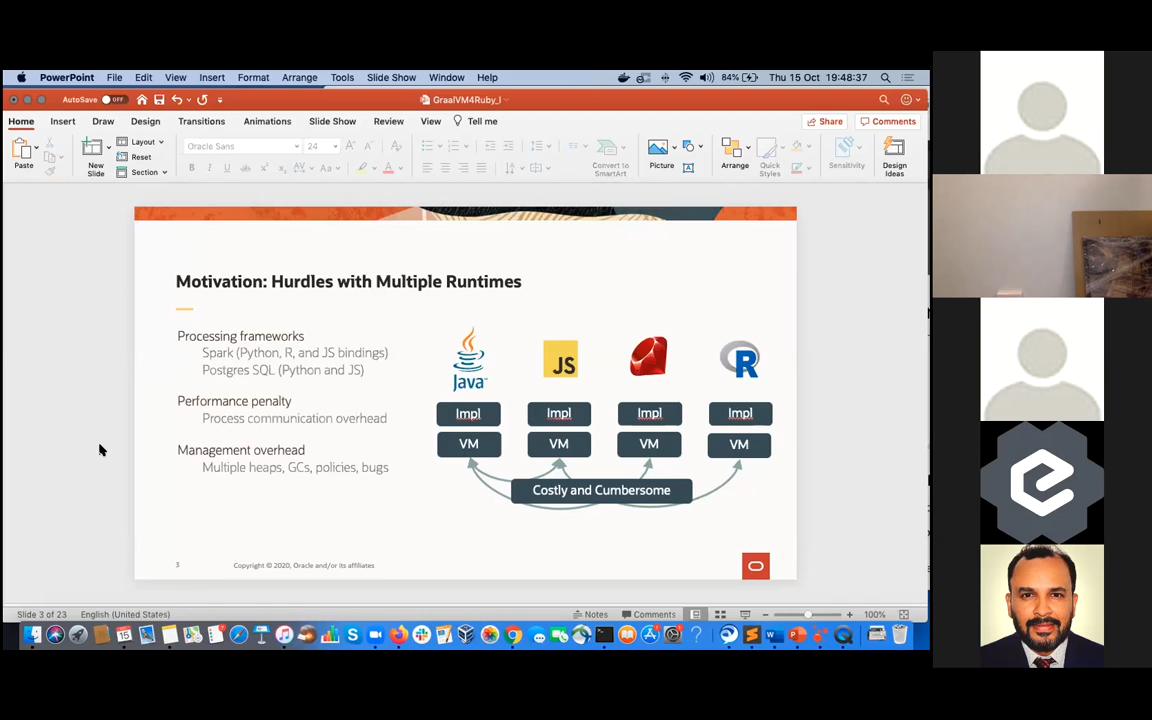 PowerPoint File Edit View Insert Format Arrange Tools Slide Show Window Help 84% Thu 15 Oct 19:48:37
AutoSave OFF GraalVM4Ruby_I
Home Insert Draw Design Transitions Animations Slide Show Review View Tell me Share Comments
Paste New Slide Layout Reset Section Oracle Sans 24 Convert to SmartArt Picture Arrange Quick Styles Sensitivity Design Ideas
Motivation: Hurdles with Multiple Runtimes
Processing frameworks
Spark (Python, R, and JS bindings)
Postgres SQL (Python and JS)
Performance penalty
Process communication overhead
Management overhead
Multiple heaps, GCs, policies, bugs
Java JS R
Impl Impl Impl Impl
VM VM VM VM
Costly and Cumbersome
3 Copyright © 2020, Oracle and/or its affiliates
Slide 3 of 23 English (United States) Notes Comments 100%
15